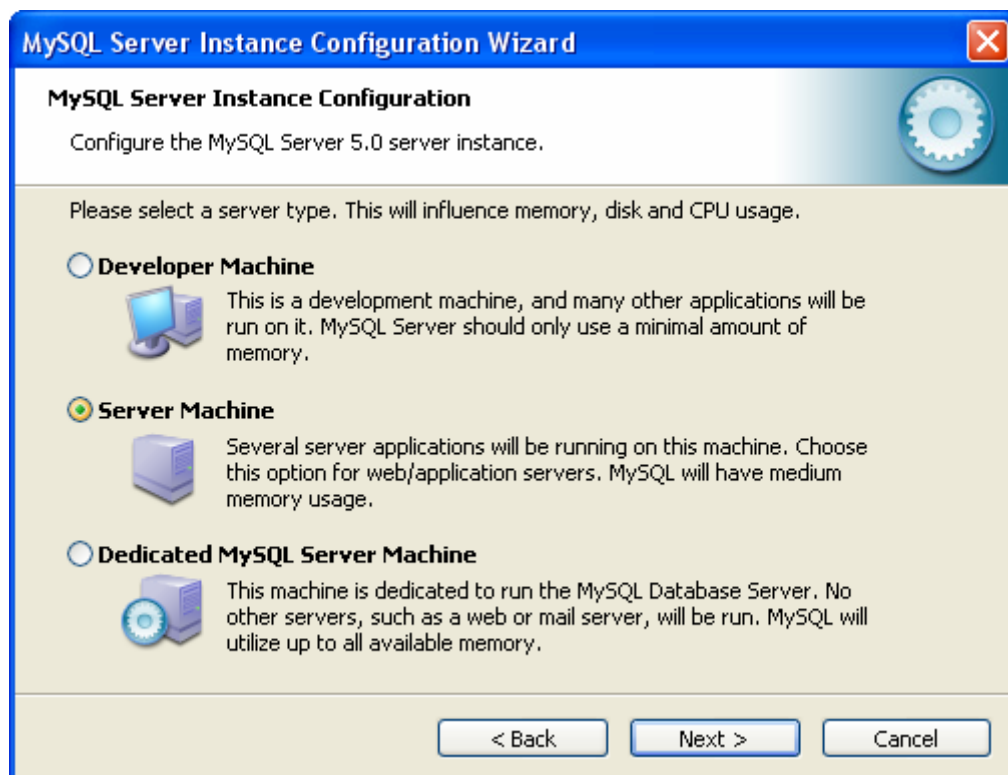 MySQL Server Instance Configuration Wizard
MySQL Server Instance Configuration
Configure the MySQL Server 5.0 server instance.
Please select a server type. This will influence memory, disk and CPU usage.
Developer Machine
This is a development machine, and many other applications will be
run on it. MySQL Server should only use a minimal amount of
memory.
Server Machine
Several server applications will be running on this machine. Choose
this option for web/application servers. MySQL will have medium
memory usage.
Dedicated MySQL Server Machine
This machine is dedicated to run the MySQL Database Server. No
other servers, such as a web or mail server, will be run. MySQL will
utilize up to all available memory.
< Back
Next >
Cancel